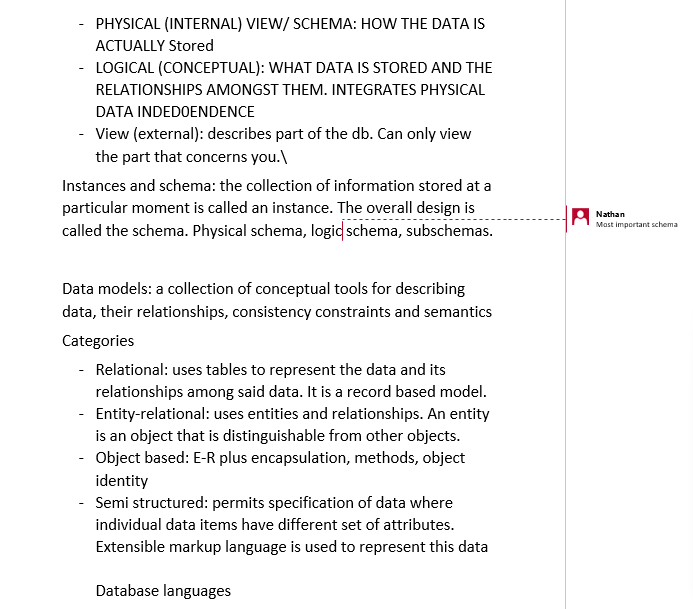 - PHYSICAL (INTERNAL) VIEW/ SCHEMA: HOW THE DATA IS
ACTUALLY Stored
- LOGICAL (CONCEPTUAL): WHAT DATA IS STORED AND THE
RELATIONSHIPS AMONGST THEM. INTEGRATES PHYSICAL
DATA INDED0ENDENCE
- View (external): describes part of the db. Can only view
the part that concerns you.\
Instances and schema: the collection of information stored at a
particular moment is called an instance. The overall design is
called the schema. Physical schema, logic schema, subschemas.
Nathan
Most important schema
Data models: a collection of conceptual tools for describing
data, their relationships, consistency constraints and semantics
Categories
- Relational: uses tables to represent the data and its
relationships among said data. It is a record based model.
- Entity-relational: uses entities and relationships. An entity
is an object that is distinguishable from other objects.
- Object based: E-R plus encapsulation, methods, object
identity
- Semi structured: permits specification of data where
individual data items have different set of attributes.
Extensible markup language is used to represent this data
Database languages